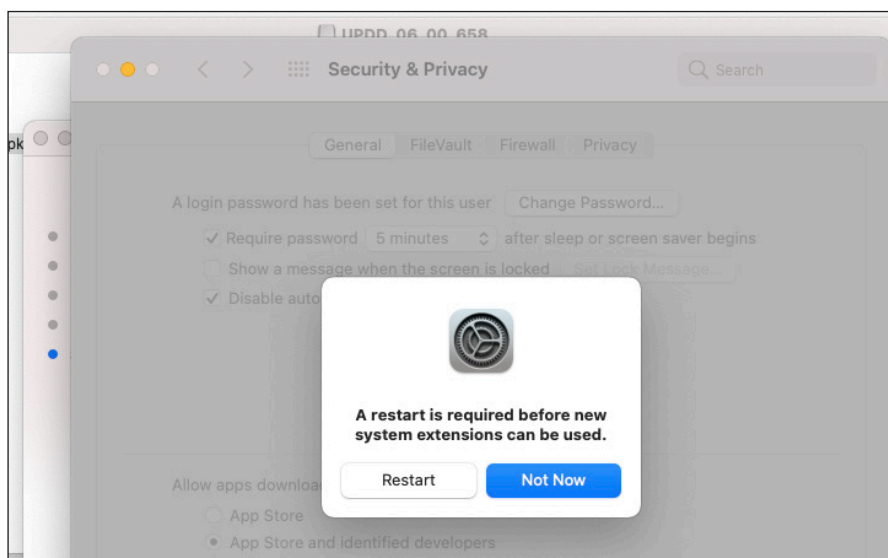 UPDD_06_00_658
Security & Privacy
Search
pk
General FileVault Firewall Privacy
A login password has been set for this user Change Password...
Require password 5 minutes after sleep or screen saver begins
Show a message when the screen is locked Set Lock Message...
Disable auto
A restart is required before new
system extensions can be used.
Restart Not Now
Allow apps downloa
App Store
App Store and identified developers